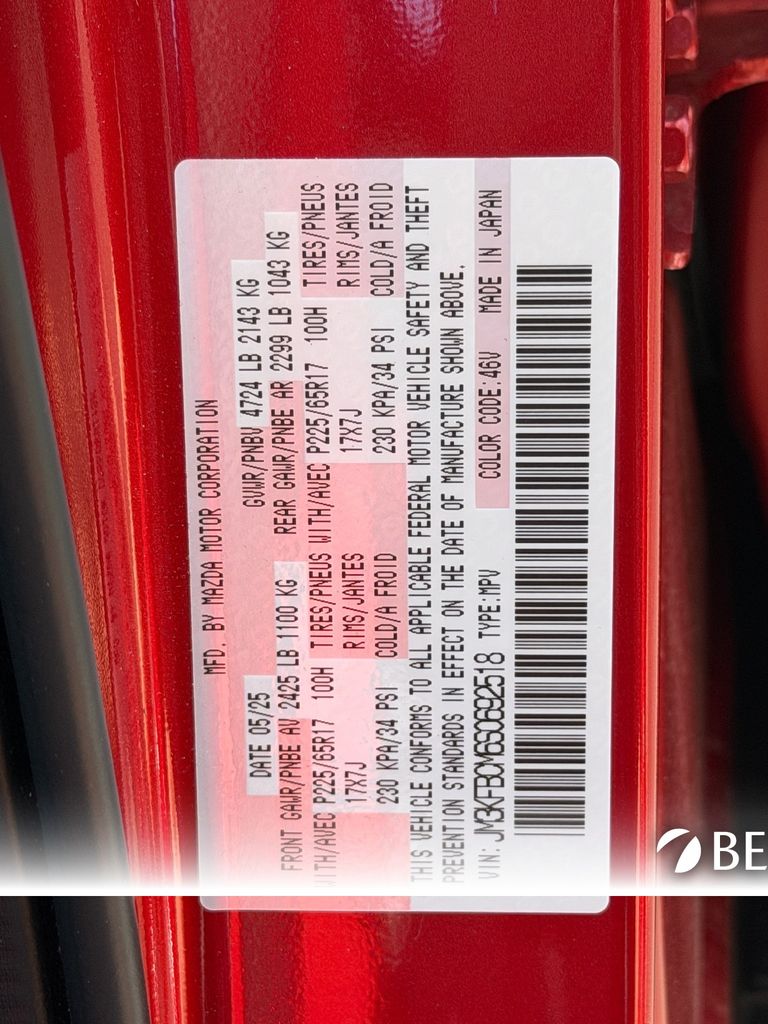 MFD. BY MAZDA MOTOR CORPORATION
DATE 05/25 GVWR/PNBV 4724 LB 2143 KG
FRONT GAWR/PNBE AV 2425 LB 1100 KG REAR GAWR/PNBE AR 2299 LB 1043 KG
WITH/AVEC P225/65R17 100H TIRES/PNEUS WITH/AVEC P225/65R17 100H TIRES/PNEUS
17X7J RIMS/JANTES 17X7J RIMS/JANTES
230 KPA/34 PSI COLD/A FROID 230 KPA/34 PSI COLD/A FROID
THIS VEHICLE CONFORMS TO ALL APPLICABLE FEDERAL MOTOR VEHICLE SAFETY AND THEFT
PREVENTION STANDARDS IN EFFECT ON THE DATE OF MANUFACTURE SHOWN ABOVE.
VIN: JM3KFBCM6S0692518 TYPE:MPV COLOR CODE:46V MADE IN JAPAN
BE